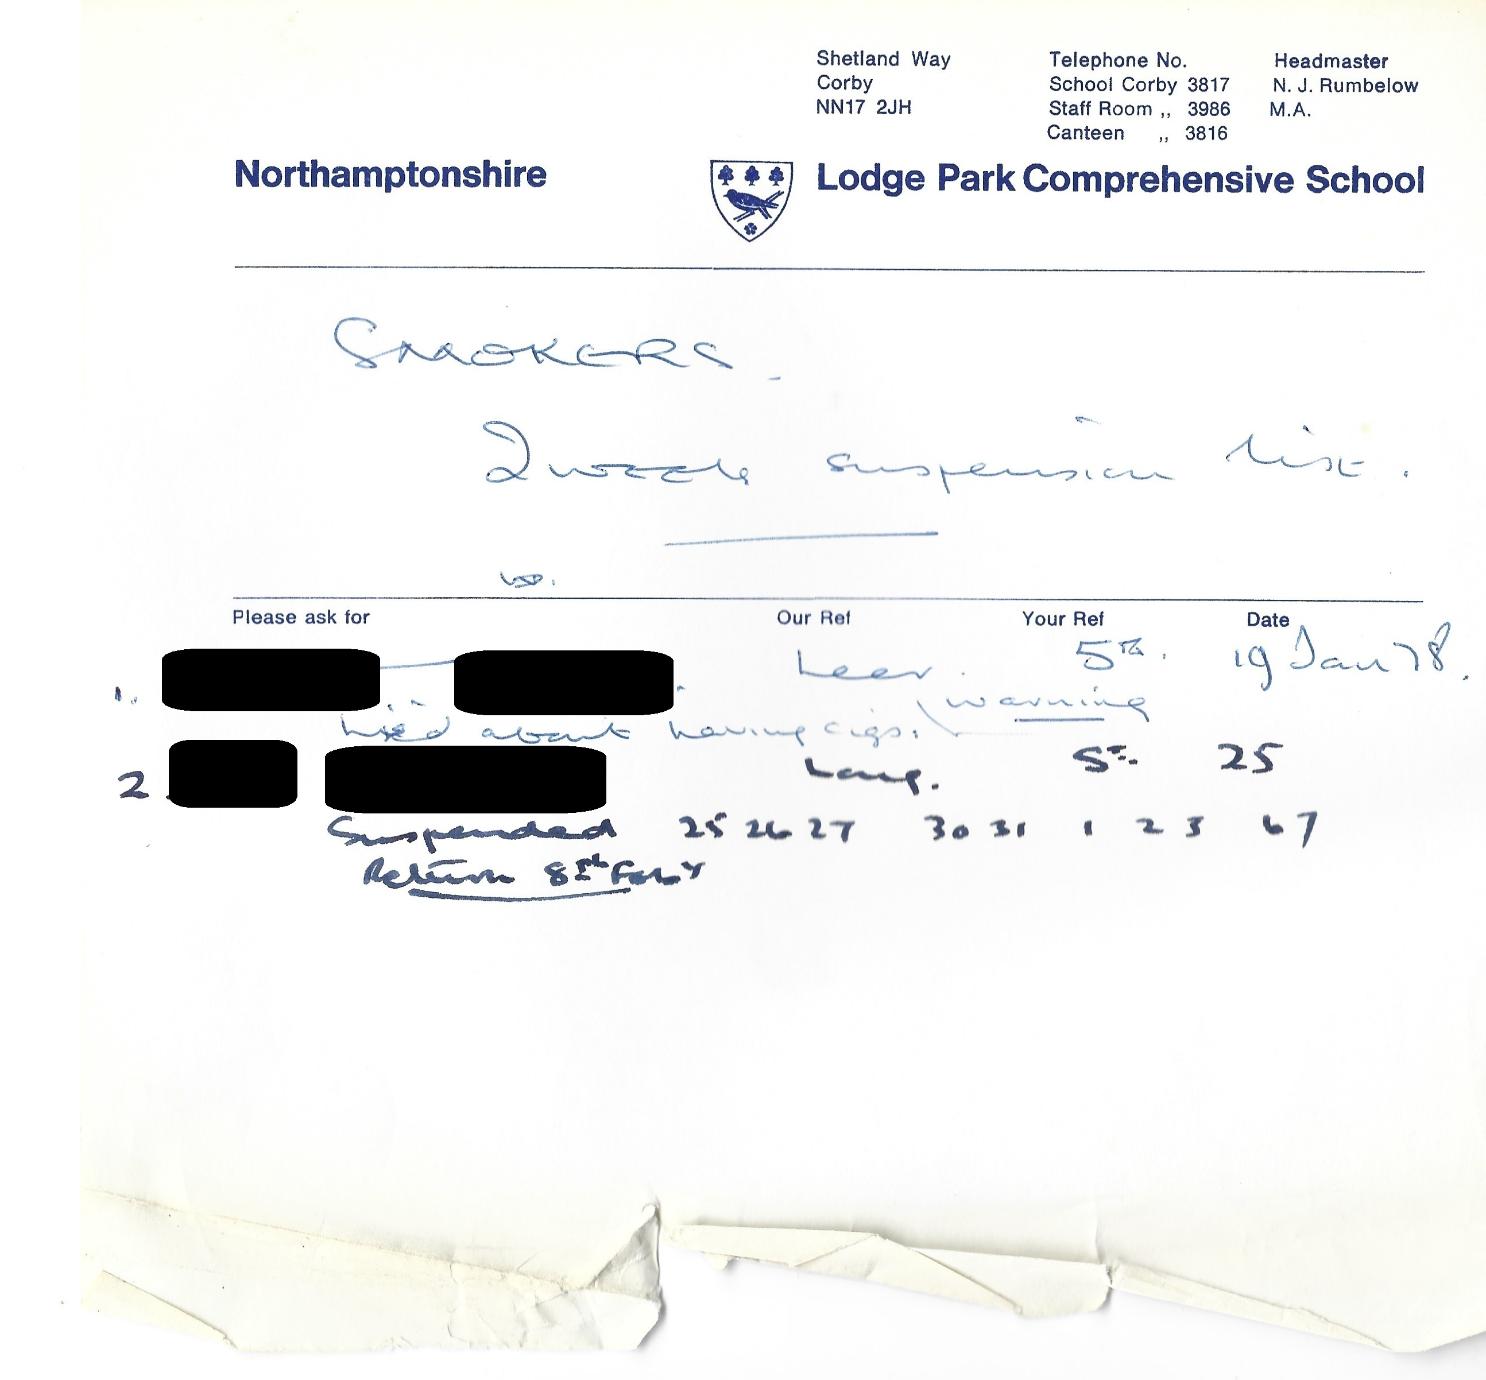 Shetland Way
Corby
NN17 2JH
Telephone No.
School Corby 3817
Staff Room ,, 3986
Canteen ,, 3816
Headmaster
N. J. Rumbelow
M.A.
Northamptonshire
Lodge Park Comprehensive School
SMOKERS.
2 week suspension list.
Please ask for Our Ref Your Ref Date
1. 5th. 19 Jan 78.
warning
lied about having cigs.
2 5th. 25
Suspended 25 26 27 30 31 1 2 3 6 7
Return 8th Feby